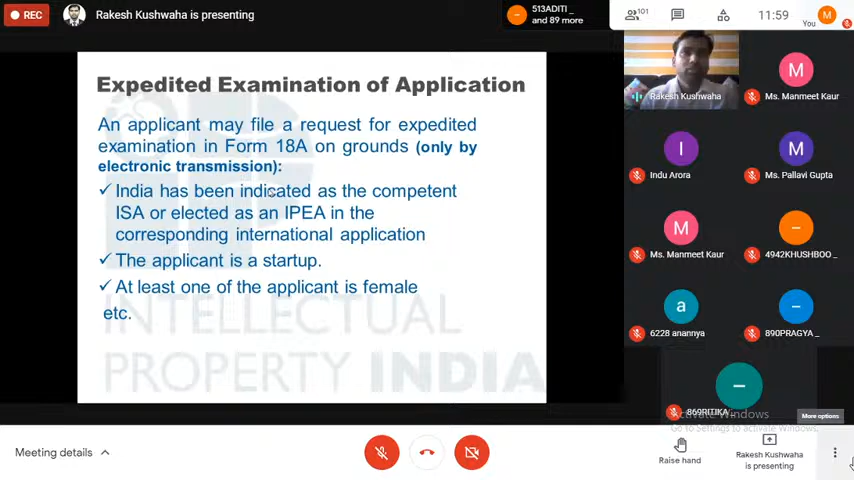 REC
Rakesh Kushwaha is presenting
513ADITI _
and 89 more
101
11:59
You
M
Expedited Examination of Application
An applicant may file a request for expedited
examination in Form 18A on grounds (only by
electronic transmission):
✓ India has been indicated as the competent
ISA or elected as an IPEA in the
corresponding international application
✓ The applicant is a startup.
✓ At least one of the applicant is female
etc.
INTELLECTUAL
PROPERTY INDIA
Rakesh Kushwaha
M
Ms. Manmeet Kaur
I
Indu Arora
M
Ms. Pallavi Gupta
M
Ms. Manmeet Kaur
4942KHUSHBOO _
a
6228 anannya
890PRAGYA _
869RITIKA _
More options
Activate Windows
Go to Settings to activate Windows.
Meeting details
Raise hand
Rakesh Kushwaha
is presenting